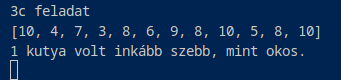 3c feladat
[10, 4, 7, 3, 8, 6, 9, 8, 10, 5, 8, 10]
1 kutya volt inkább szebb, mint okos.